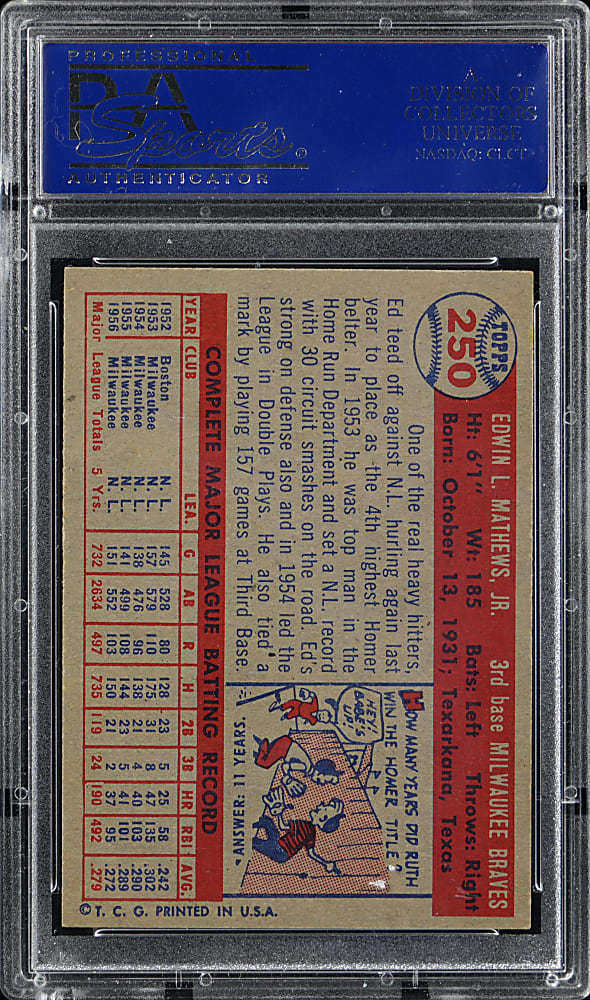 PROFESSIONAL
PSA
Sports®
AUTHENTICATOR
A
DIVISION OF
COLLECTORS
UNIVERSE
NASDAQ: CLCT
TOPPS
250
EDWIN L. MATHEWS, JR. 3rd base MILWAUKEE BRAVES
Ht: 6'1" Wt: 185 Bats: Left Throws: Right
Born: October 13, 1931, Texarkana, Texas
One of the real heavy hitters,
Ed teed off against N.L. hurling again last
year to place as the 4th highest Homer
belter. In 1953 he was top man in the
Home Run Department and set a N.L. record
with 30 circuit smashes on the road. Ed's
strong on defense also and in 1954 led the
League in Double Plays. He also tied a
mark by playing 157 games at Third Base.
HOW MANY YEARS DID RUTH
WIN THE HOMER TITLE?
HEY!
BABE'S
UP!
ANSWER: 11 YEARS.
COMPLETE MAJOR LEAGUE BATTING RECORD
YEAR CLUB LEA. G AB R H 2B 3B HR RBI AVG.
1952 Boston N. L. 145 528 80 128 23 5 25 58 .242
1953 Milwaukee N. L. 157 579 110 175 31 8 47 135 .302
1954 Milwaukee N. L. 138 476 96 138 21 4 40 103 .290
1955 Milwaukee N. L. 141 499 108 144 23 5 41 101 .289
1956 Milwaukee N. L. 151 552 103 150 21 2 37 95 .272
Major League Totals 5 Yrs. 732 2634 497 735 119 24 190 492 .279
© T. C. G. PRINTED IN U.S.A.